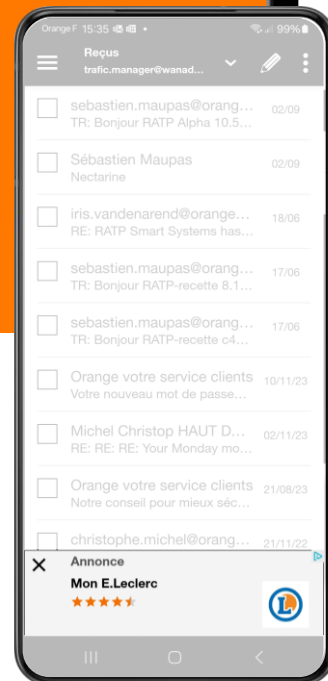 Orange F 15:35
99%
Reçus
trafic.manager@wanad...
sebastien.maupas@orang... 02/09
TR: Bonjour RATP Alpha 10.5...
Sébastien Maupas 02/09
Nectarine
iris.vandenarend@orange... 18/06
RE: RATP Smart Systems has...
sebastien.maupas@orang... 17/06
TR: Bonjour RATP-recette 8.1...
sebastien.maupas@orang... 17/06
TR: Bonjour RATP-recette c4...
Orange votre service clients 10/11/23
Votre nouveau mot de passe...
Michel Christop HAUT D... 02/11/23
RE: RE: RE: Your Monday mo...
Orange votre service clients 21/08/23
Notre conseil pour mieux séc...
christophe.michel@orang... 21/11/22
Annonce
Mon E.Leclerc
L